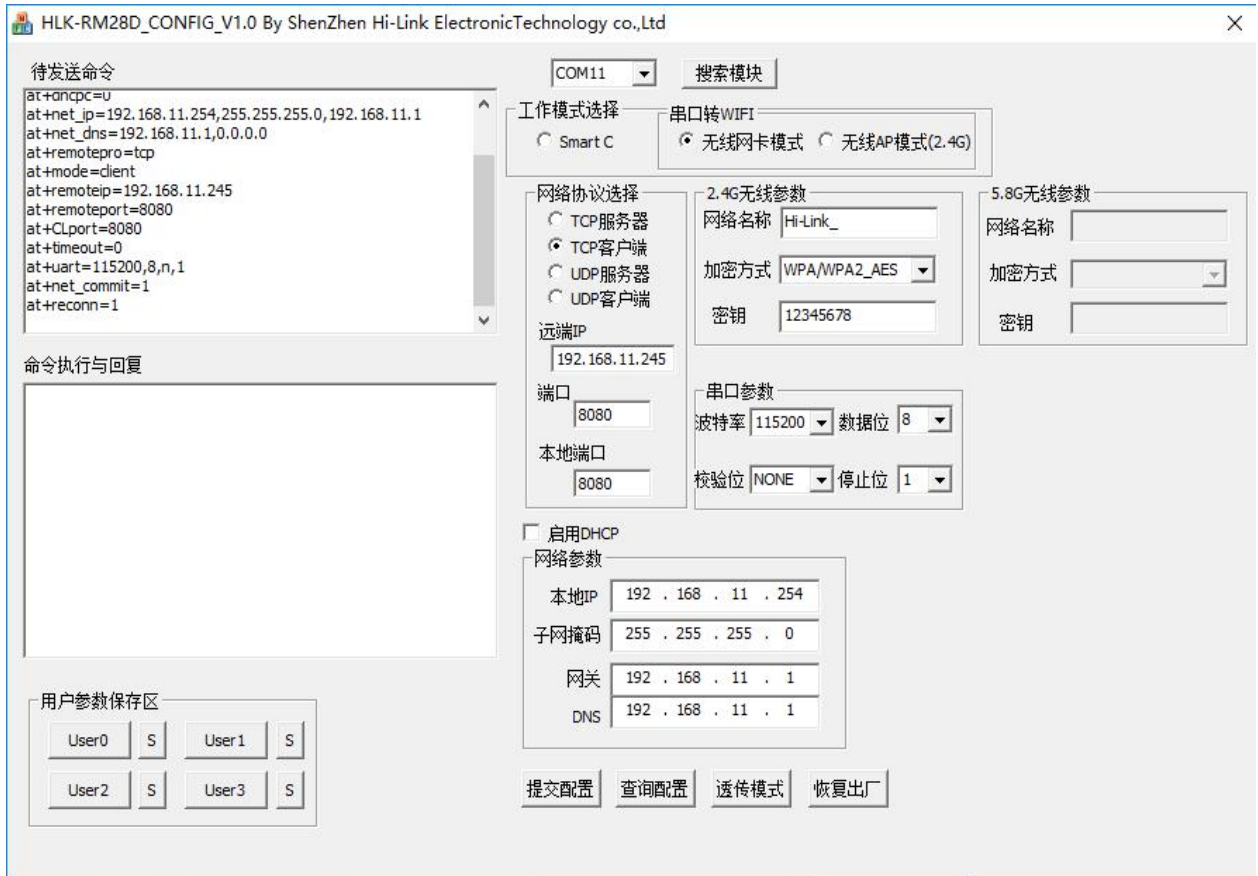 HLK-RM28D_CONFIG_V1.0 By ShenZhen Hi-Link ElectronicTechnology co.,Ltd
待发送命令
COM11
搜索模块
at+dhcpc=0
at+net_ip=192.168.11.254,255.255.255.0,192.168.11.1
at+net_dns=192.168.11.1,0.0.0.0
at+remotepro=tcp
at+mode=client
at+remoteip=192.168.11.245
at+remoteport=8080
at+CLport=8080
at+timeout=0
at+uart=115200,8,n,1
at+net_commit=1
at+reconn=1
工作模式选择
Smart C
串口转WIFI
无线网卡模式
无线AP模式(2.4G)
网络协议选择
TCP服务器
TCP客户端
UDP服务器
UDP客户端
远端IP
192.168.11.245
端口
8080
本地端口
8080
2.4G无线参数
网络名称 Hi-Link_
加密方式 WPA/WPA2_AES
密钥 12345678
5.8G无线参数
网络名称
加密方式
密钥
串口参数
波特率 115200 数据位 8
校验位 NONE 停止位 1
命令执行与回复
启用DHCP
网络参数
本地IP 192 . 168 . 11 . 254
子网掩码 255 . 255 . 255 . 0
网关 192 . 168 . 11 . 1
DNS 192 . 168 . 11 . 1
用户参数保存区
User0 S User1 S
User2 S User3 S
提交配置 查询配置 透传模式 恢复出厂